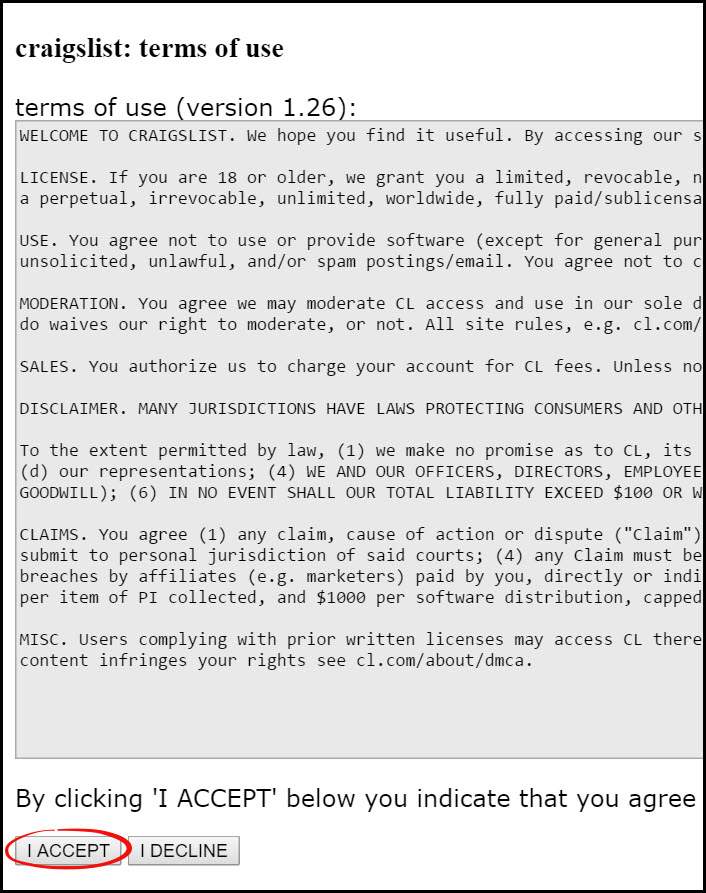 craigslist: terms of use
terms of use (version 1.26):
WELCOME TO CRAIGSLIST. We hope you find it useful. By accessing our s
LICENSE. If you are 18 or older, we grant you a limited, revocable, n
a perpetual, irrevocable, unlimited, worldwide, fully paid/sublicensa
USE. You agree not to use or provide software (except for general pur
unsolicited, unlawful, and/or spam postings/email. You agree not to c
MODERATION. You agree we may moderate CL access and use in our sole d
do waives our right to moderate, or not. All site rules, e.g. cl.com/
SALES. You authorize us to charge your account for CL fees. Unless no
DISCLAIMER. MANY JURISDICTIONS HAVE LAWS PROTECTING CONSUMERS AND OTH
To the extent permitted by law, (1) we make no promise as to CL, its
(d) our representations; (4) WE AND OUR OFFICERS, DIRECTORS, EMPLOYEE
GOODWILL); (6) IN NO EVENT SHALL OUR TOTAL LIABILITY EXCEED $100 OR W
CLAIMS. You agree (1) any claim, cause of action or dispute ("Claim")
submit to personal jurisdiction of said courts; (4) any Claim must be
breaches by affiliates (e.g. marketers) paid by you, directly or indi
per item of PI collected, and $1000 per software distribution, capped
MISC. Users complying with prior written licenses may access CL there
content infringes your rights see cl.com/about/dmca.
By clicking 'I ACCEPT' below you indicate that you agree
I ACCEPT I DECLINE